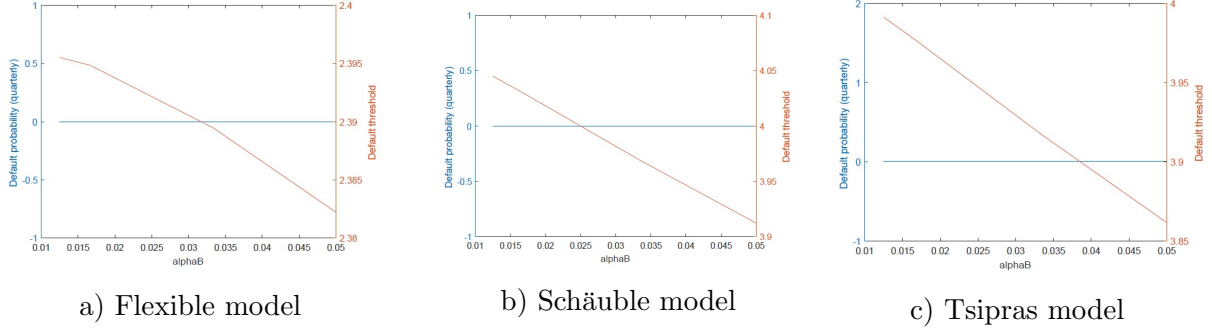 Default probability (quarterly)
1
0.5
0
-0.5
-1
0.01 0.015 0.02 0.025 0.03 0.035 0.04 0.045 0.05
alphaB
2.4
2.395
2.39
2.385
2.38
Default threshold
a) Flexible model
Default probability (quarterly)
1
0.5
0
-0.5
-1
0.01 0.015 0.02 0.025 0.03 0.035 0.04 0.045 0.05
alphaB
4.1
4.05
4
3.95
3.9
Default threshold
b) Schäuble model
Default probability (quarterly)
2
1
0
-1
0.01 0.015 0.02 0.025 0.03 0.035 0.04 0.045 0.05
alphaB
4
3.95
3.9
3.85
Default threshold
c) Tsipras model